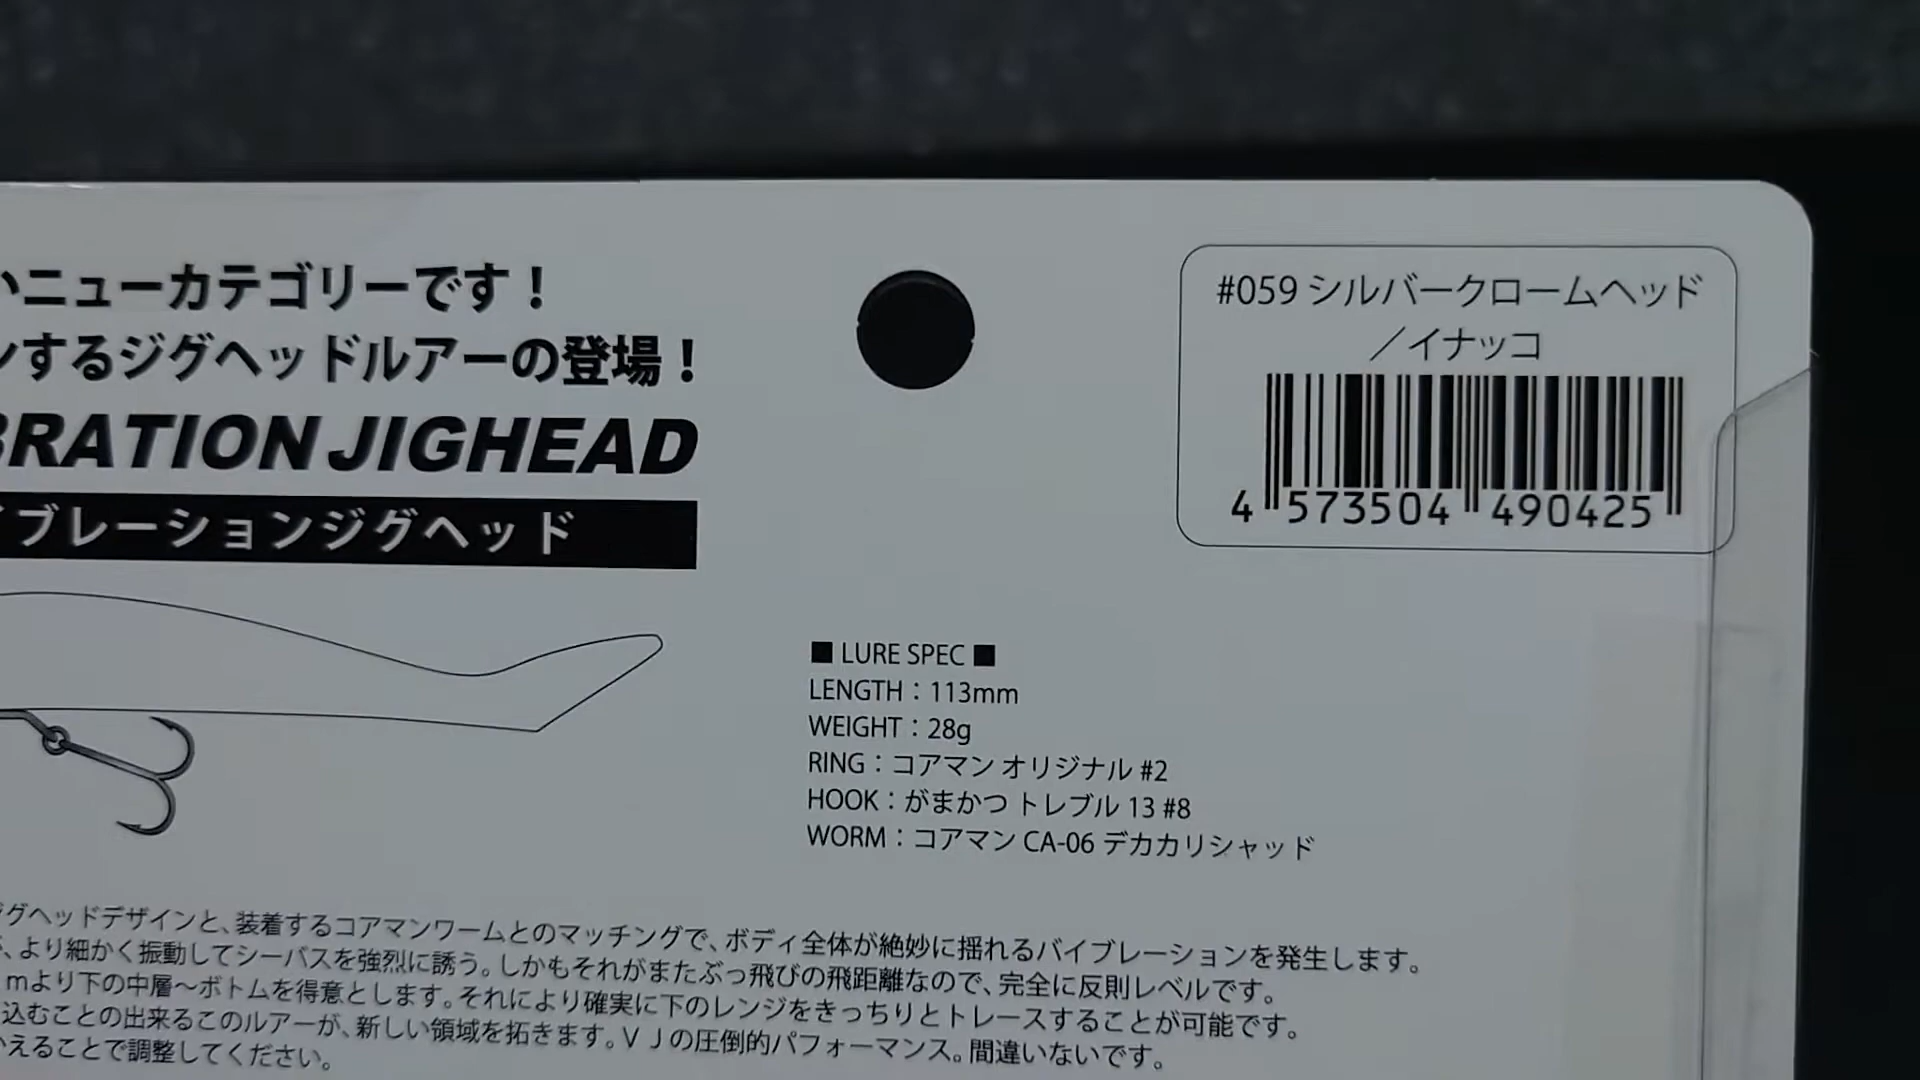 ニューカテゴリーです！
ンするジグヘッドルアーの登場！
BRATION JIGHEAD
イブレーションジグヘッド
#059 シルバークロームヘッド
／イナッコ
4 573504 490425
■ LURE SPEC ■
LENGTH：113mm
WEIGHT：28g
RING：コアマン オリジナル #2
HOOK：がまかつ トレブル 13 #8
WORM：コアマン CA-06 デカカリシャッド
ジグヘッドデザインと、装着するコアマンワームとのマッチングで、ボディ全体が絶妙に揺れるバイブレーションを発生します。
、より細かく振動してシーバスを強烈に誘う。しかもそれがまたぶっ飛びの飛距離なので、完全に反則レベルです。
mより下の中層～ボトムを得意とします。それにより確実に下のレンジをきっちりとトレースすることが可能です。
込むことの出来るこのルアーが、新しい領域を拓きます。ＶＪの圧倒的パフォーマンス。間違いないです。
かえることで調整してください。